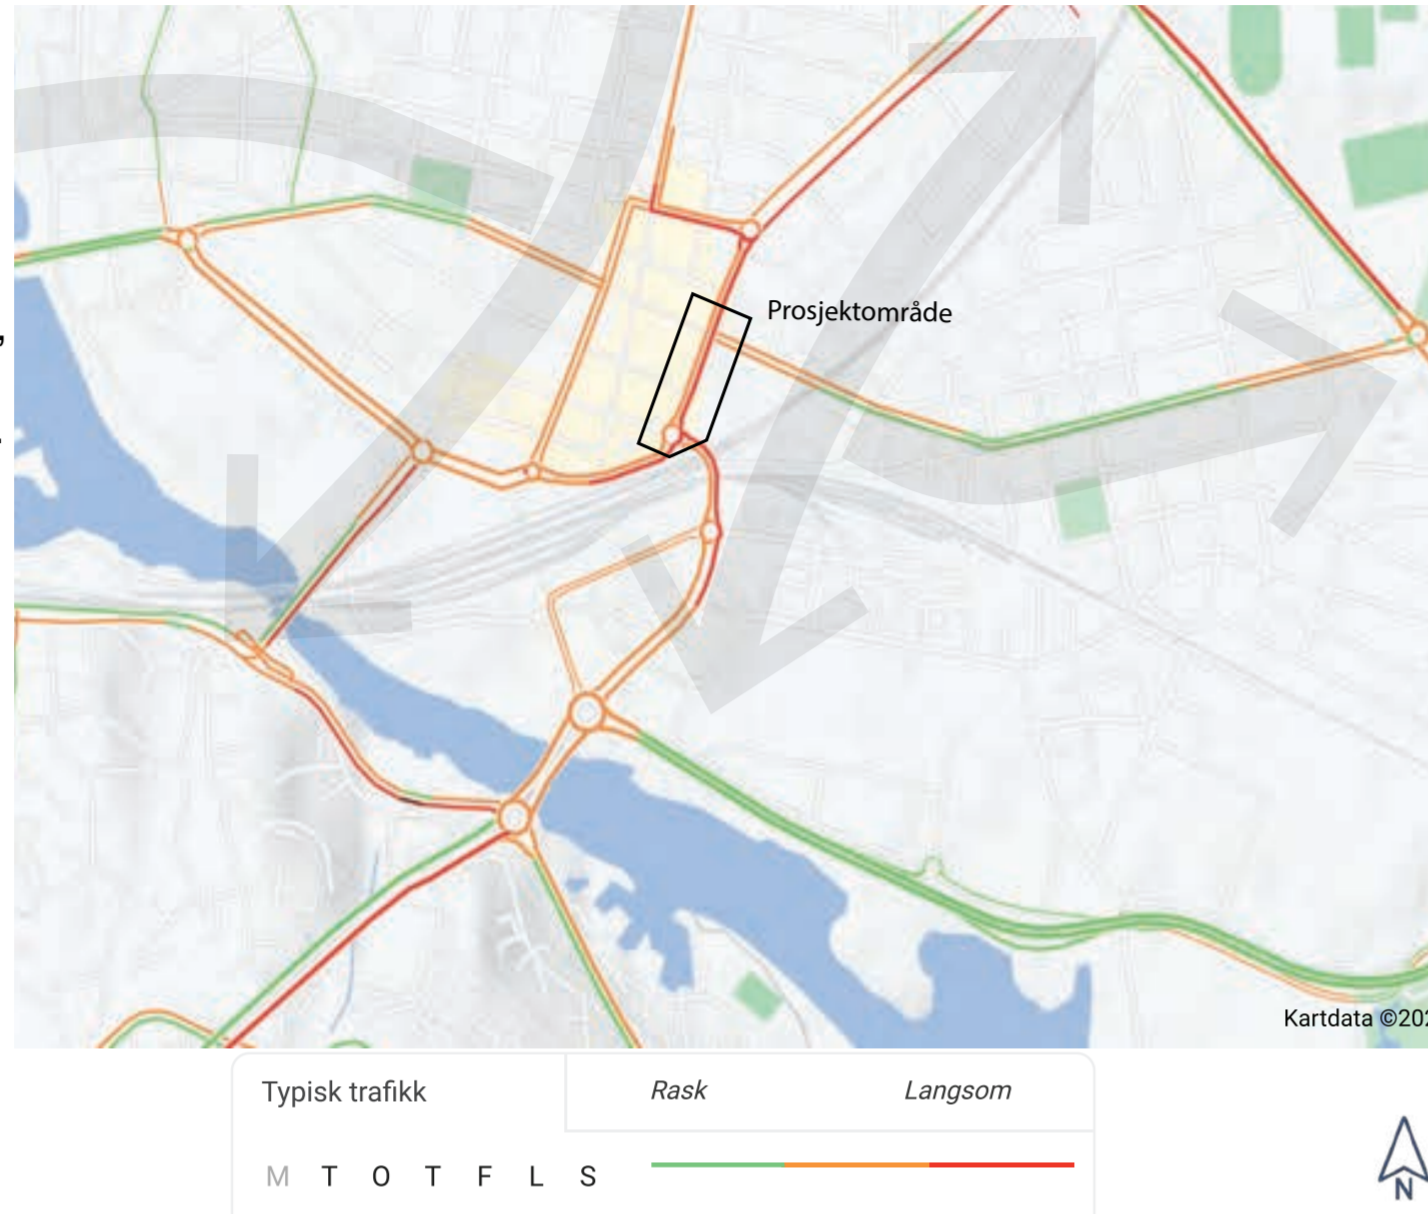 Prosjektområde
Kartdata ©202
Typisk trafikk
Rask
Langsom
M T O T F L S
N